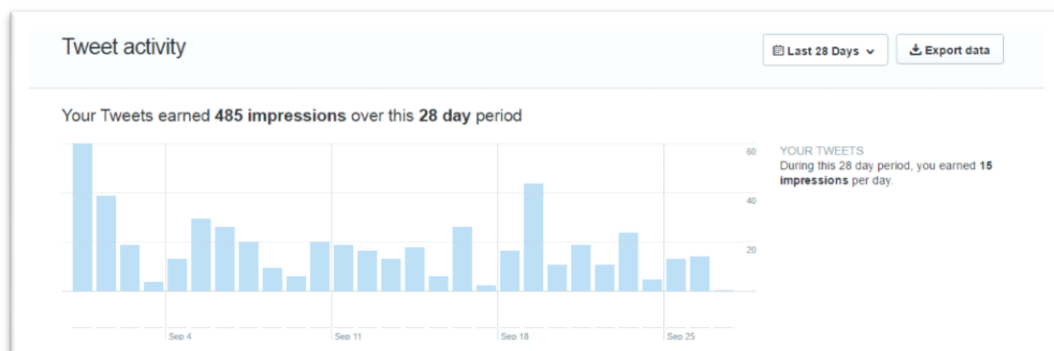 Tweet activity
Last 28 Days
Export data
Your Tweets earned 485 impressions over this 28 day period
60
40
20
YOUR TWEETS
During this 28 day period, you earned 15
impressions per day.
Sep 4
Sep 11
Sep 18
Sep 25